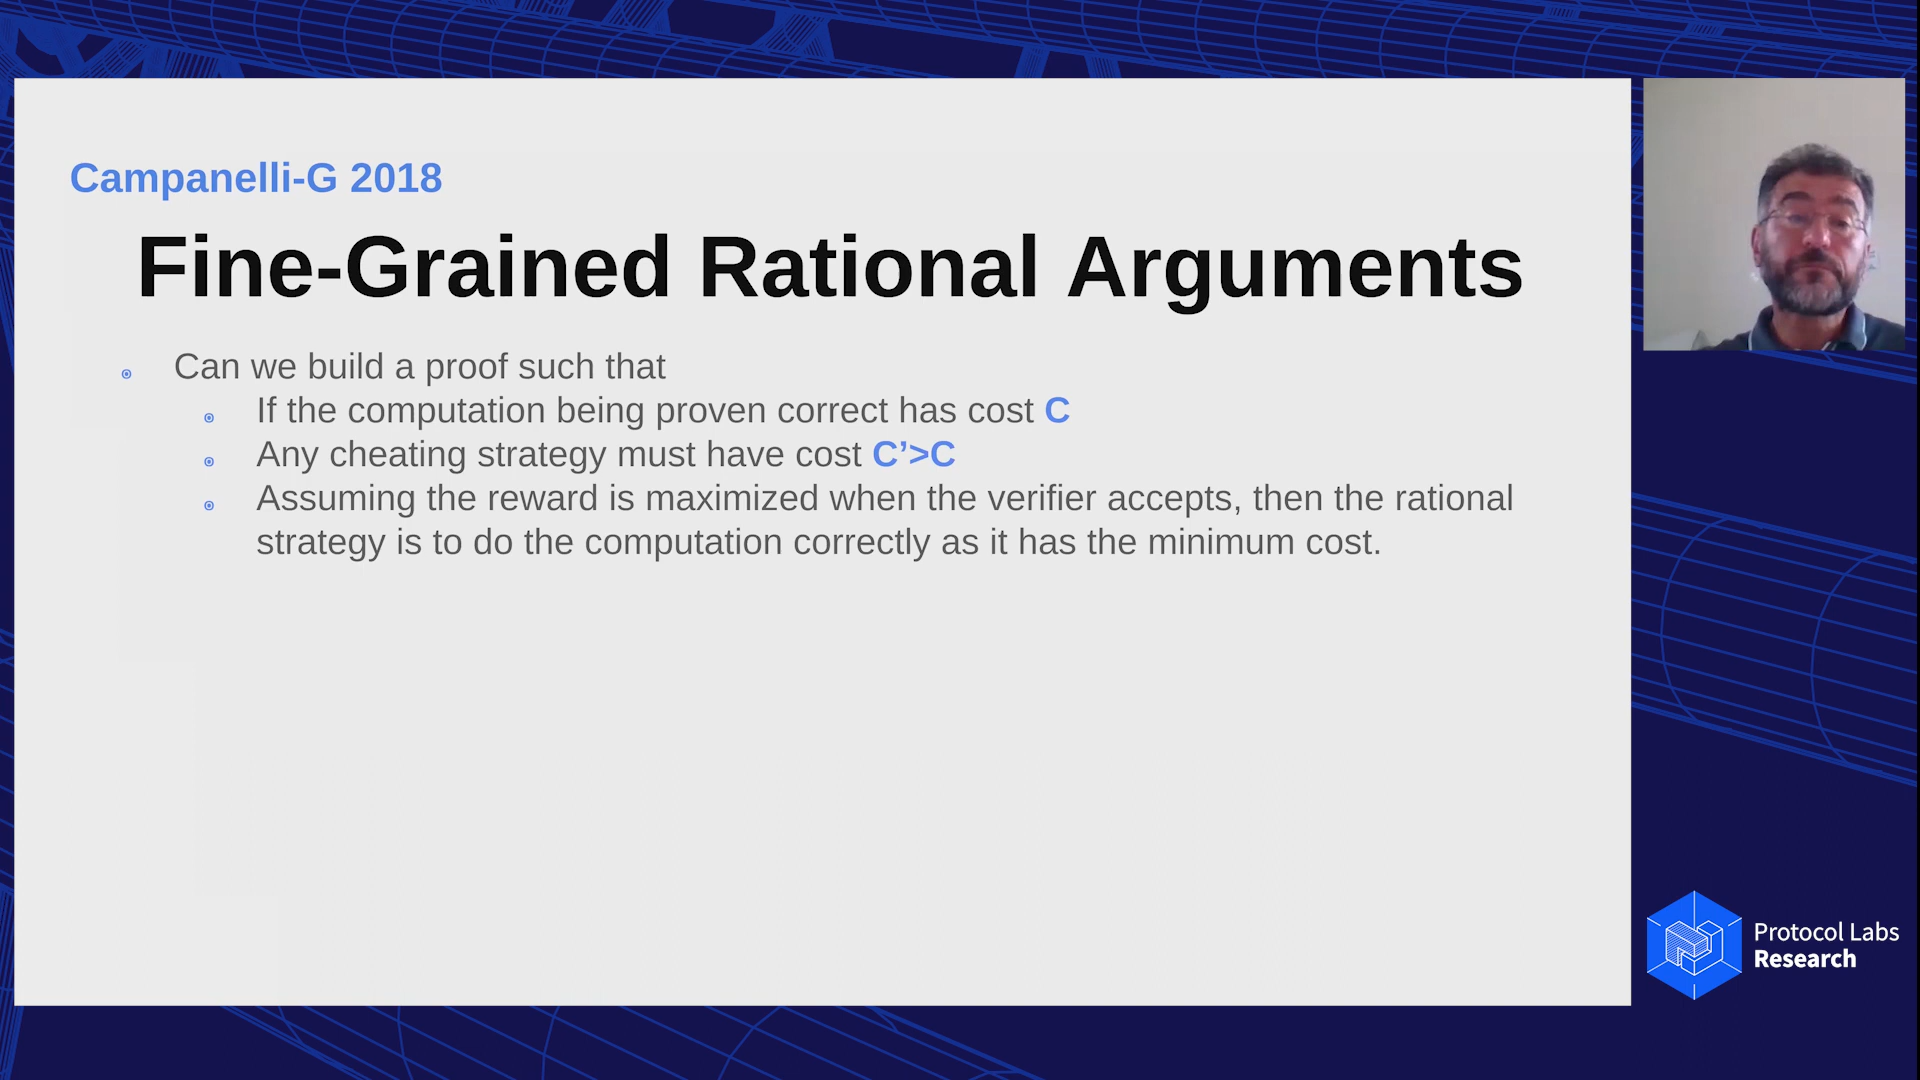 Campanelli-G 2018
Fine-Grained Rational Arguments
Can we build a proof such that
If the computation being proven correct has cost C
Any cheating strategy must have cost C’>C
Assuming the reward is maximized when the verifier accepts, then the rational
strategy is to do the computation correctly as it has the minimum cost.
Protocol Labs
Research